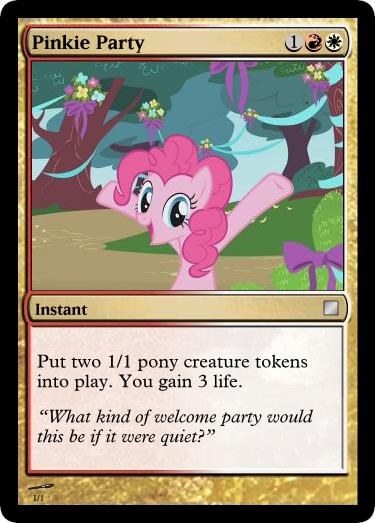 Pinkie Party 1
Instant
Put two 1/1 pony creature tokens
into play. You gain 3 life.
“What kind of welcome party would
this be if it were quiet?”
1/1